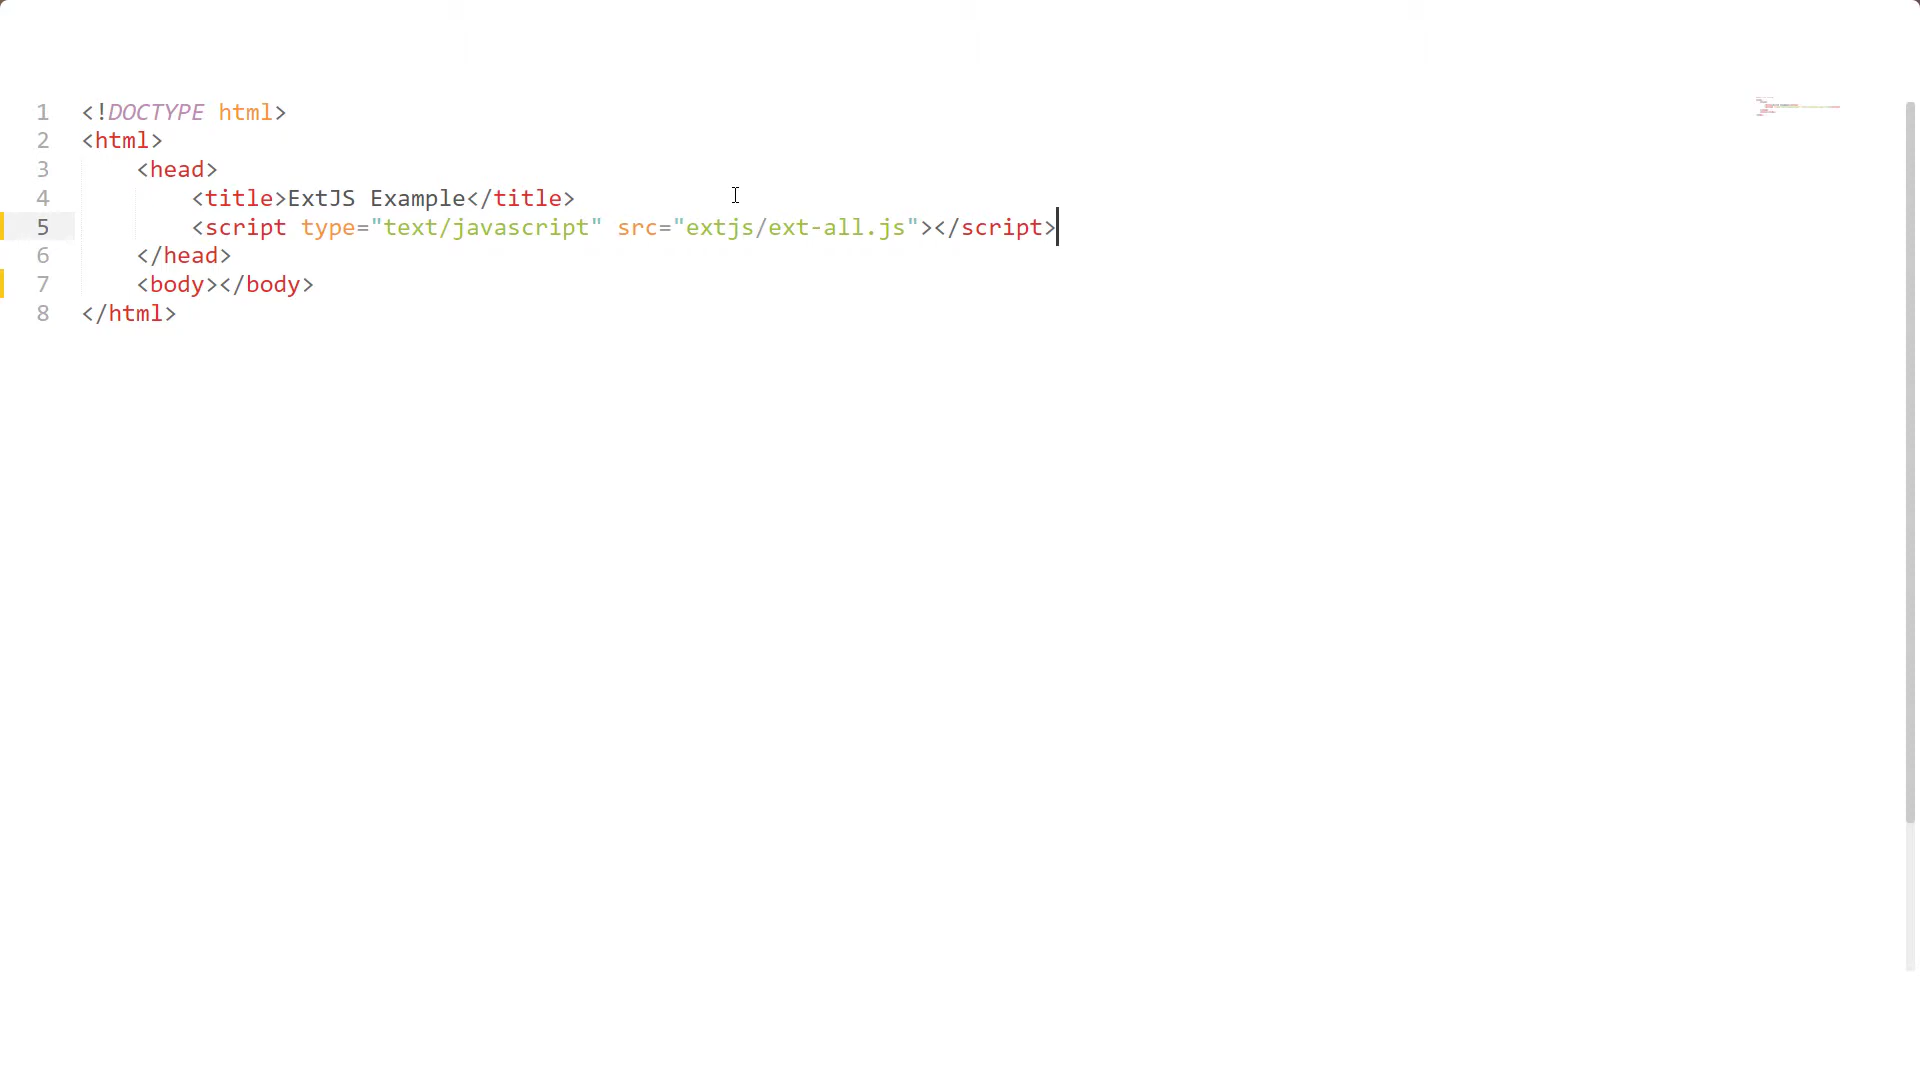 1 <!DOCTYPE html>
2 <html>
3     <head>
4         <title>ExtJS Example</title>
5         <script type="text/javascript" src="extjs/ext-all.js"></script>
6     </head>
7     <body></body>
8 </html>